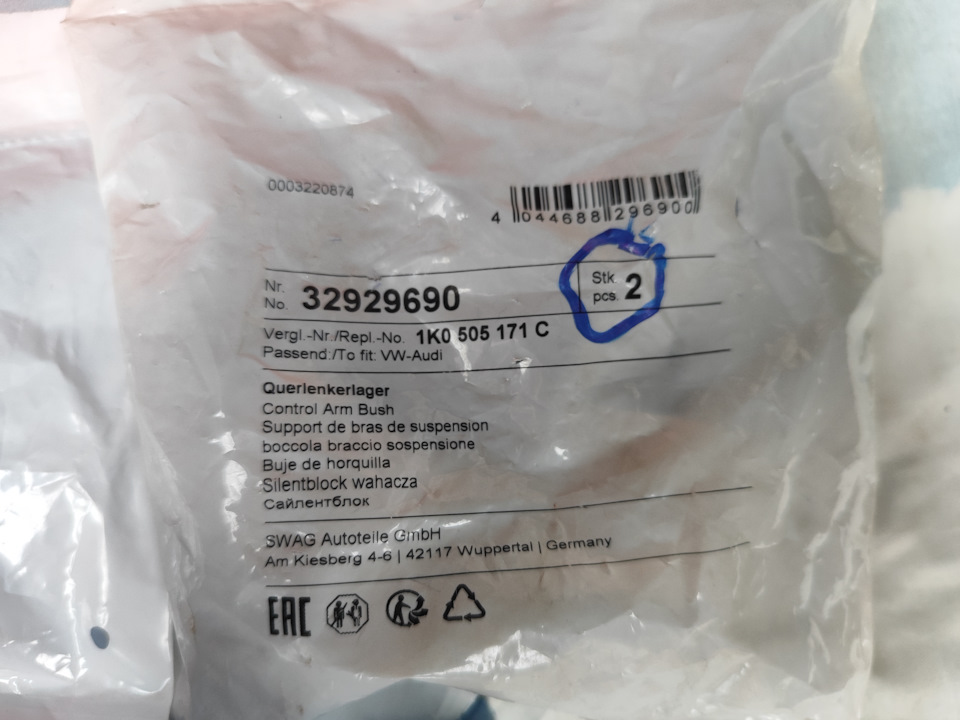 0003220874
4 044688 296900
Nr.
No. 32929690
Stk.
pcs. 2
Vergl.-Nr./Repl.-No. 1K0 505 171 C
Passend:/To fit: VW-Audi
Querlenkerlager
Control Arm Bush
Support de bras de suspension
boccola braccio sospensione
Buje de horquilla
Silentblock wahacza
Сайлентблок
SWAG Autoteile GmbH
Am Kiesberg 4-6 | 42117 Wuppertal | Germany
EAC